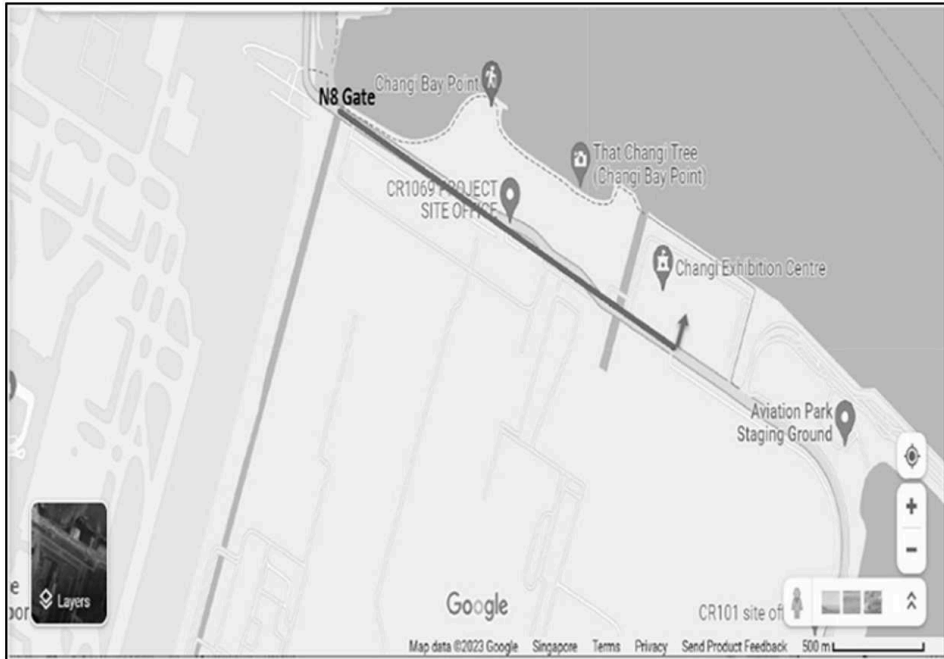 Changi Bay Point
N8 Gate
That Changi Tree
(Changi Bay Point)
CR1069 PROJECT
SITE OFFICE
Changi Exhibition Centre
Aviation Park
Staging Ground
Layers
Google
CR101 site of
Map data ©2023 Google Singapore Terms Privacy Send Product Feedback 500 m